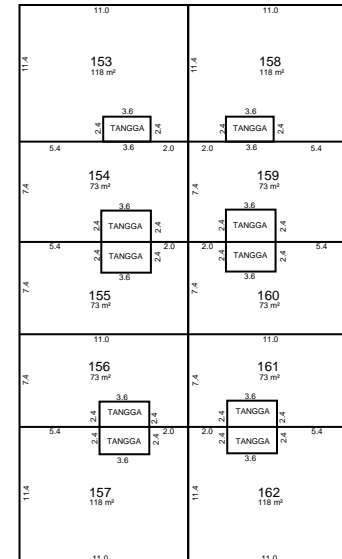 11.0 11.0
11.4 153 11.4 158
118 m² 118 m²
3.6 3.6
2.4 TANGGA 2.4 2.4 TANGGA 2.4
5.4 3.6 2.0 2.0 3.6 5.4
154 159
7.4 73 m² 7.4 73 m²
3.6 3.6
2.4 TANGGA 2.4 2.4 TANGGA 2.4
5.4 2.0 2.0 5.4
2.4 TANGGA 2.4 2.4 TANGGA 2.4
3.6 3.6
7.4 155 7.4 160
73 m² 73 m²
11.0 11.0
156 161
7.4 73 m² 7.4 73 m²
3.6 3.6
2.4 TANGGA 2.4 2.4 TANGGA 2.4
5.4 2.0 2.0 5.4
2.4 TANGGA 2.4 2.4 TANGGA 2.4
3.6 3.6
11.4 157 11.4 162
118 m² 118 m²
11.0 11.0